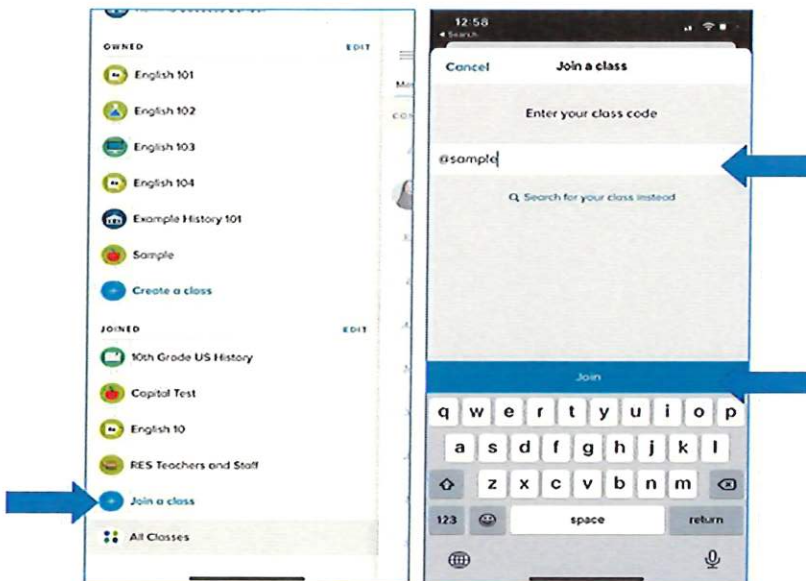 OWNED EDIT
English 101
English 102
English 103
English 104
Example History 101
Sample
Create a class
JOINED EDIT
10th Grade US History
Capital Test
English 10
RES Teachers and Staff
Join a class
All Classes
12:58
Search
Cancel Join a class
Enter your class code
@sample
Search for your class instead
Join
q w e r t y u i o p
a s d f g h j k l
z x c v b n m
123 space return